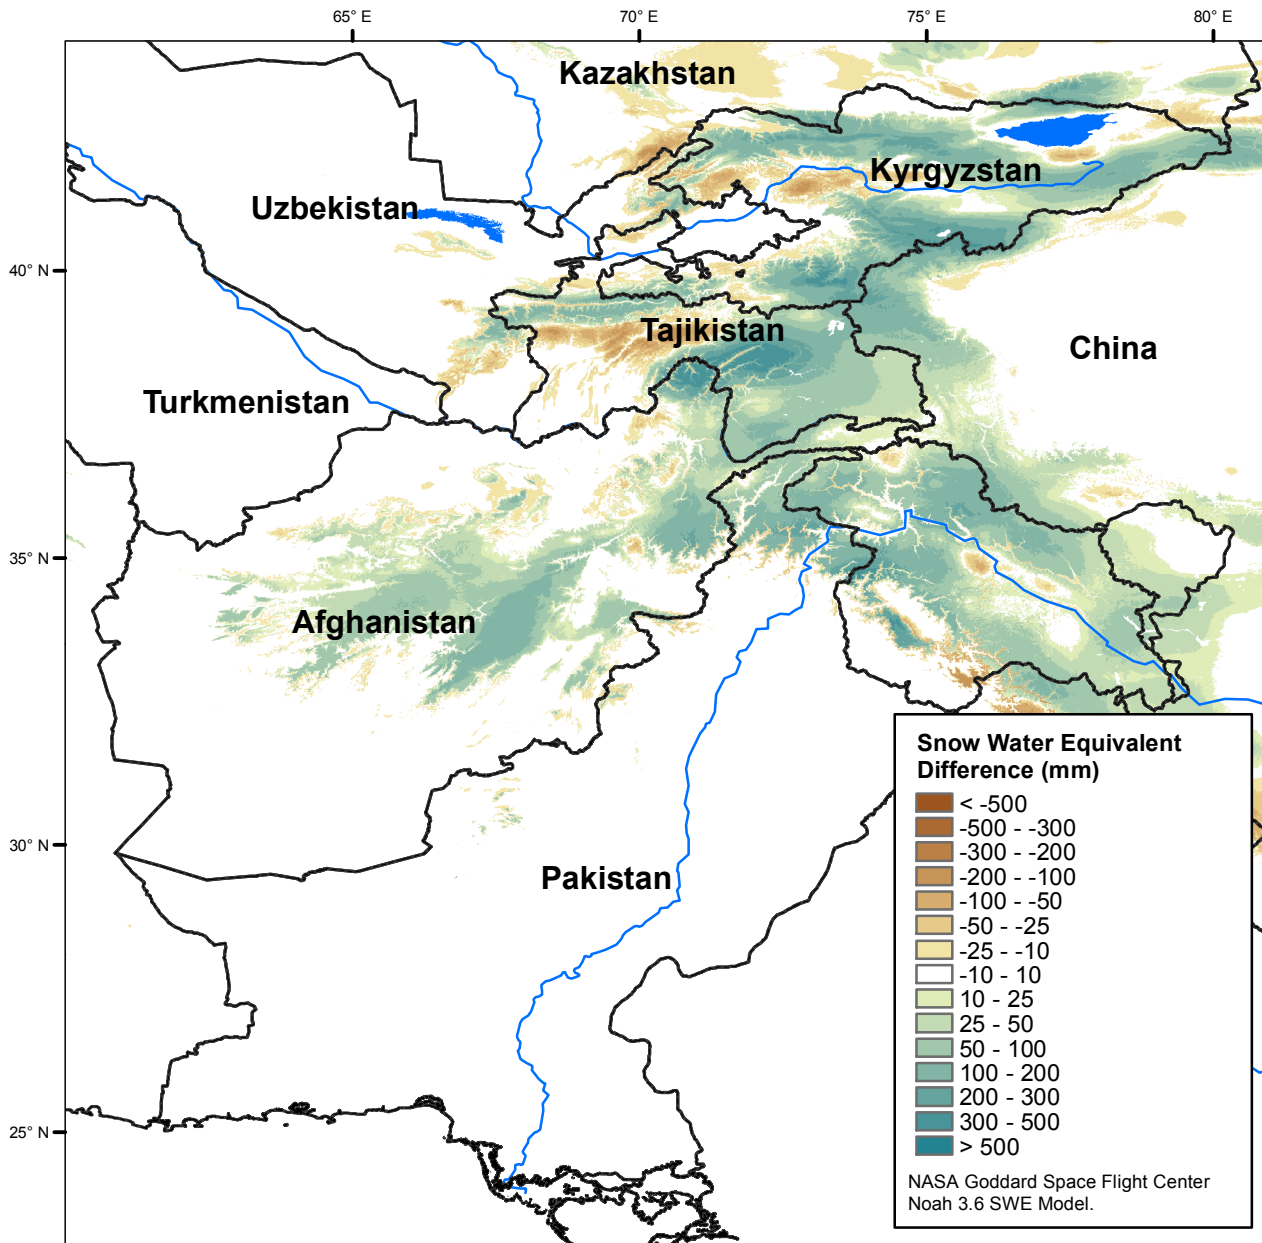 65° E
70° E
75° E
80° E
Kazakhstan
Kyrgyzstan
Uzbekistan
40° N
Tajikistan
China
Turkmenistan
35° N
Afghanistan
30° N
Pakistan
25° N
Snow Water Equivalent
Difference (mm)
< -500
-500 - -300
-300 - -200
-200 - -100
-100 - -50
-50 - -25
-25 - -10
-10 - 10
10 - 25
25 - 50
50 - 100
100 - 200
200 - 300
300 - 500
> 500
NASA Goddard Space Flight Center
Noah 3.6 SWE Model.